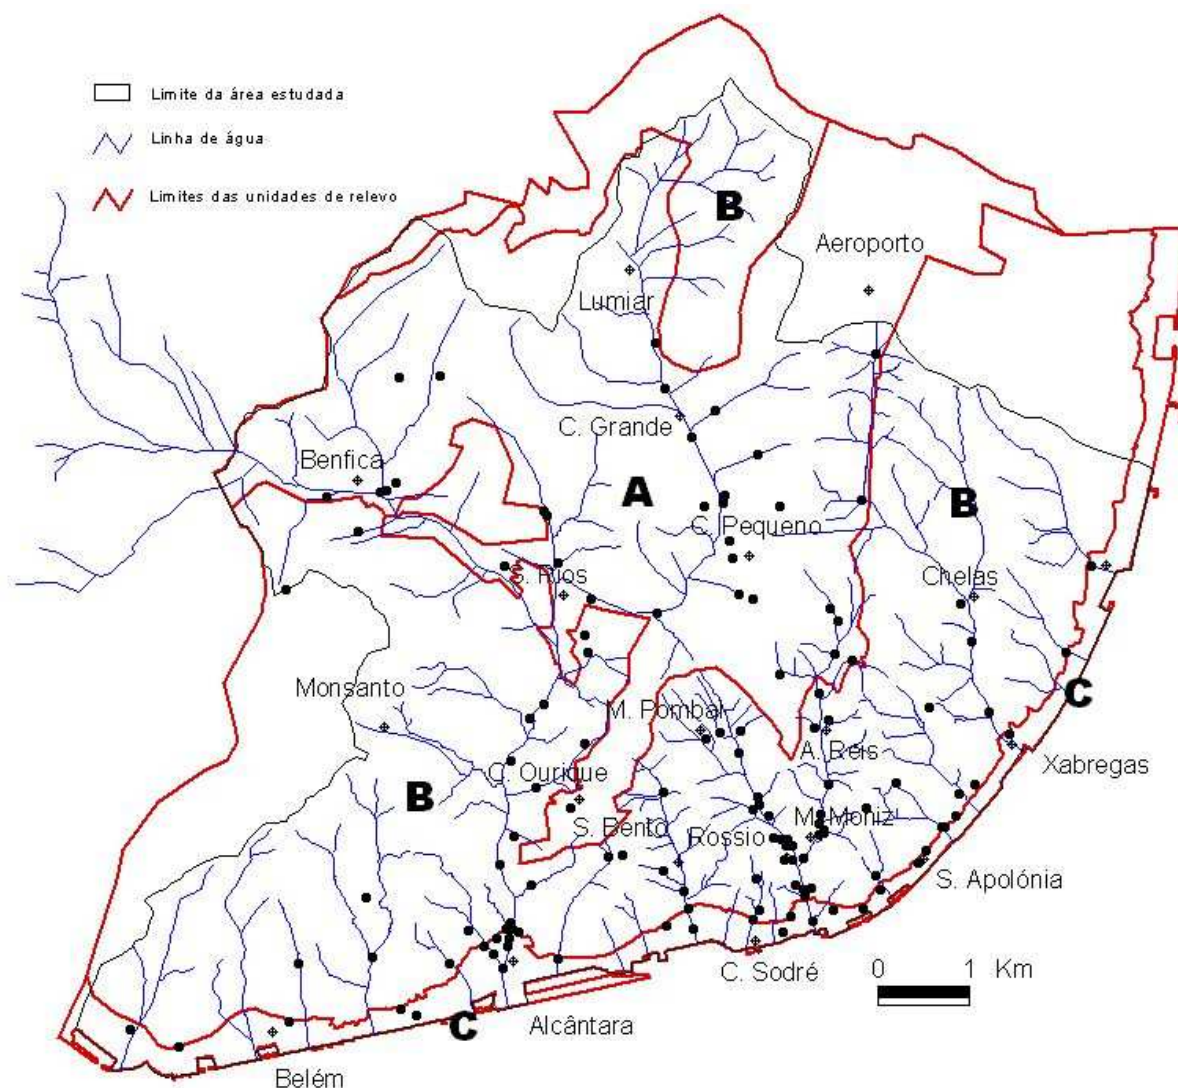 Limite da área estudada
Linha de água
Limites das unidades de relevo
B
Aeroporto
Lumiar
C. Grande
Benfica
A
B
C. Pequeno
S. Rios
Chelas
Monsanto
C
M. Pombal
A. Reis
Xabregas
C. Ourique
B
M. Moniz
S. Bento
Rossio
S. Apolónia
C. Sodré
0 1 Km
C
Alcântara
Belém